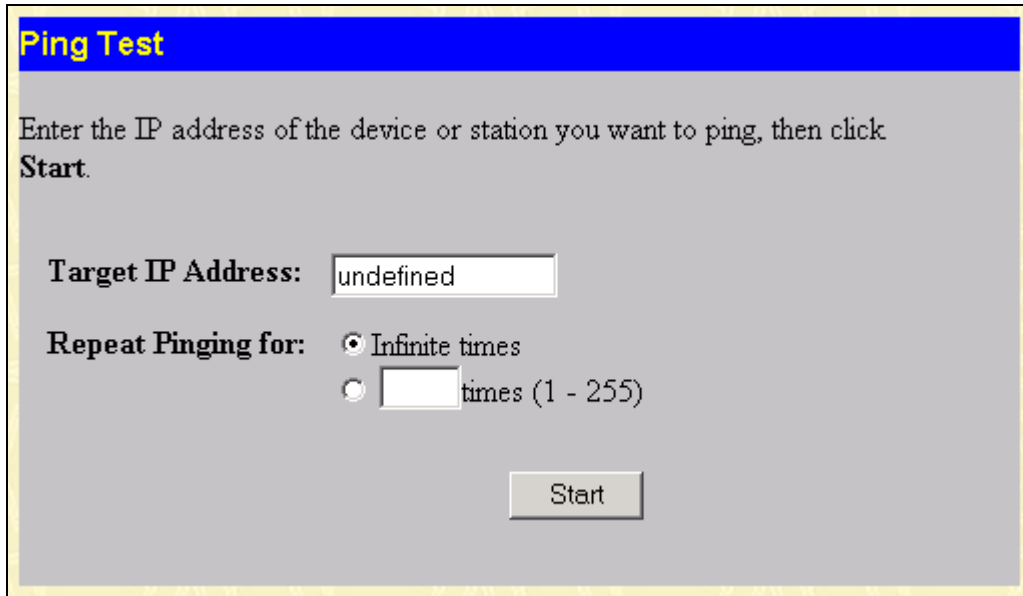 Ping Test
Enter the IP address of the device or station you want to ping, then click
Start.
Target IP Address: undefined
Repeat Pinging for: Infinite times
times (1 - 255)
Start